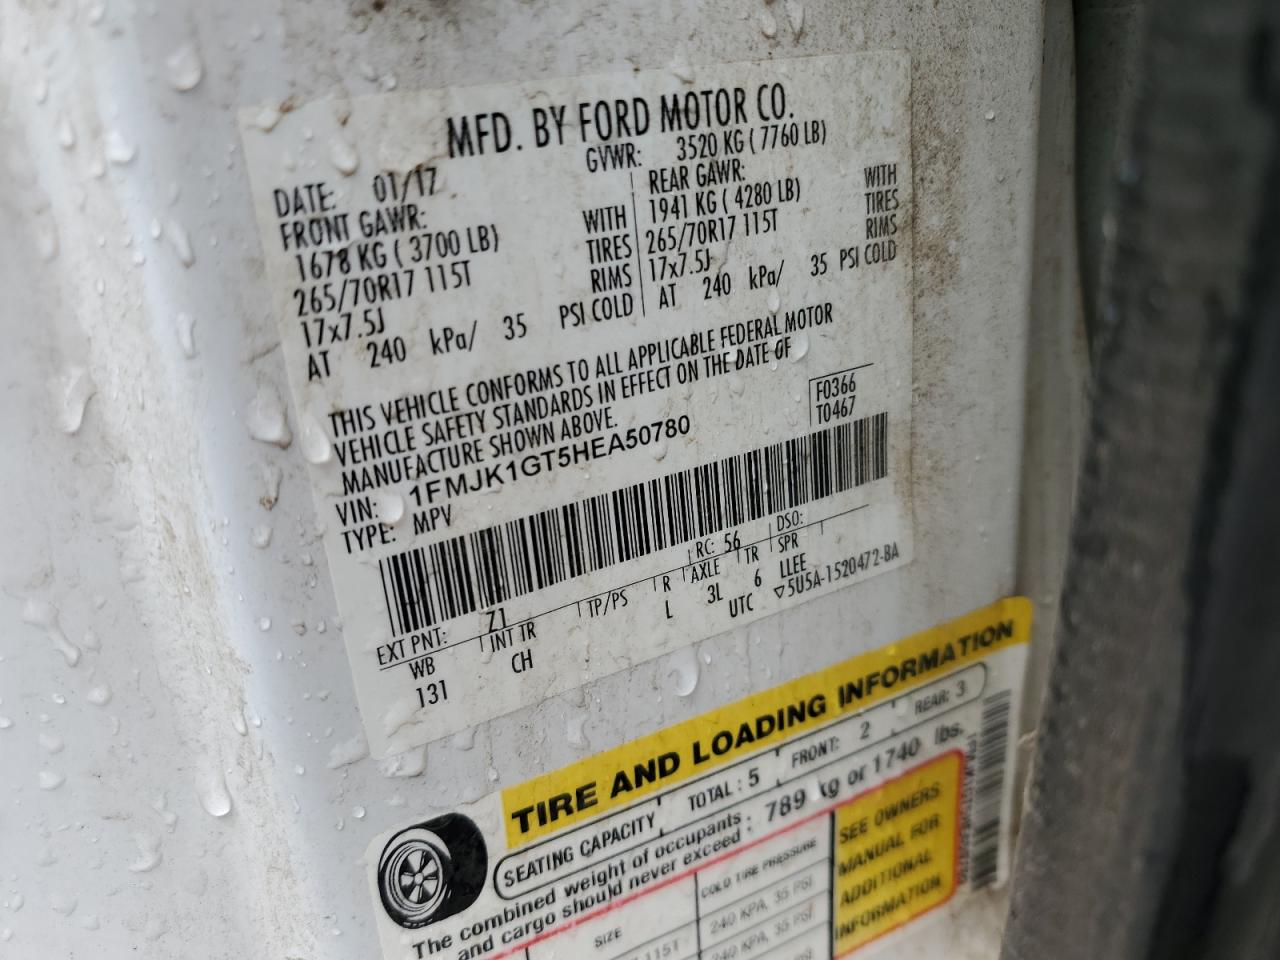 MFD. BY FORD MOTOR CO.
DATE: 01/17
GVWR: 3520 KG ( 7760 LB)
FRONT GAWR:
1678 KG ( 3700 LB) WITH
265/70R17 115T TIRES
17x7.5J RIMS
AT 240 kPa/ 35 PSI COLD
REAR GAWR:
1941 KG ( 4280 LB) WITH
265/70R17 115T TIRES
17x7.5J RIMS
AT 240 kPa/ 35 PSI COLD
THIS VEHICLE CONFORMS TO ALL APPLICABLE FEDERAL MOTOR
VEHICLE SAFETY STANDARDS IN EFFECT ON THE DATE OF
MANUFACTURE SHOWN ABOVE.
F0366
T0467
VIN: 1FMJK1GT5HEA50780
TYPE: MPV
EXT PNT: Z1 RC: 56 DSO:
WB INT TR TP/PS R AXLE TR SPR
131 CH L 3L 6 LLEE
UTC ▽5U5A-1520472-BA
TIRE AND LOADING INFORMATION
SEATING CAPACITY TOTAL : 5 FRONT: 2 REAR: 3
The combined weight of occupants
and cargo should never exceed : 789 kg or 1740 lbs.
SIZE COLD TIRE PRESSURE
115T 240 KPA, 35 PSI
240 KPA, 35 PSI
SEE OWNERS
MANUAL FOR
ADDITIONAL
INFORMATION